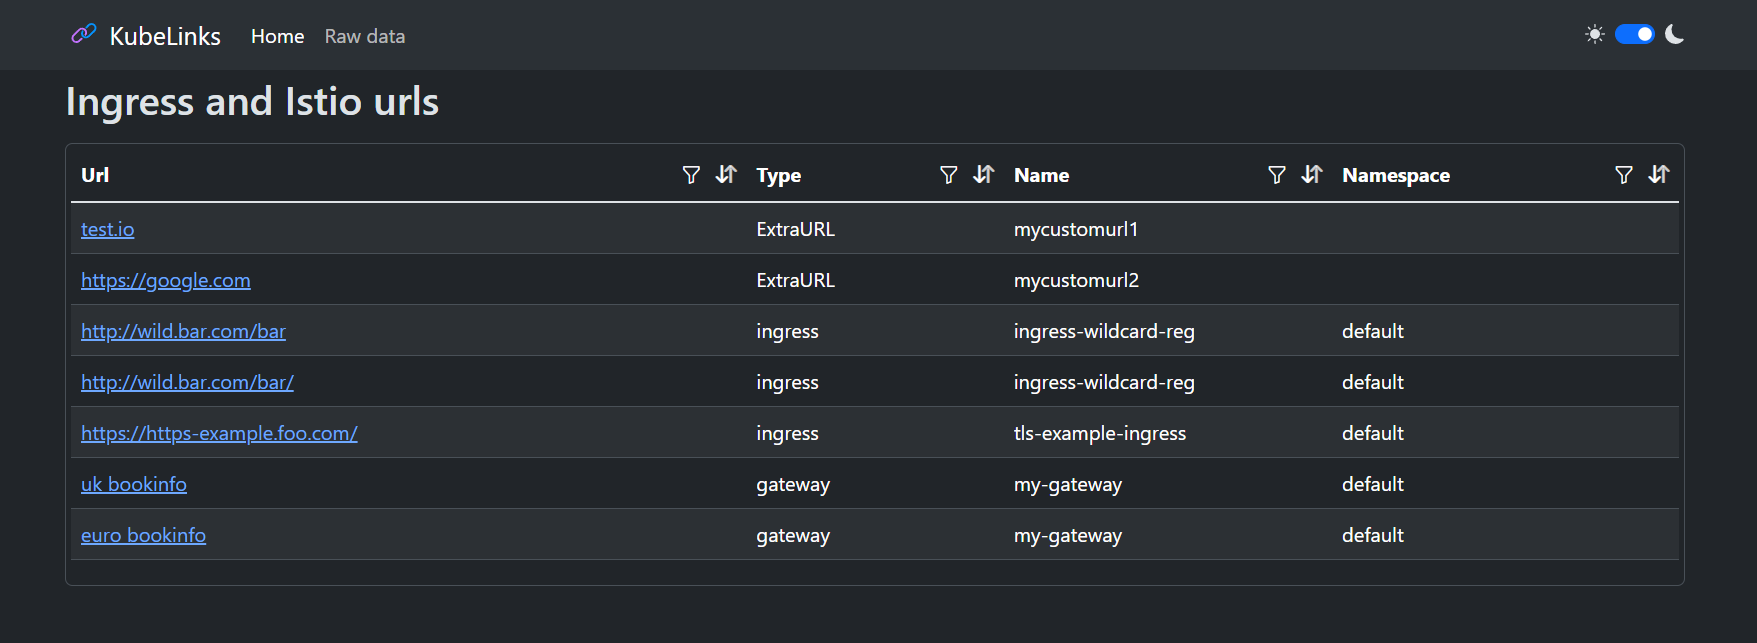 KubeLinks Home Raw data
Ingress and Istio urls
Url Type Name Namespace
test.io ExtraURL mycustomurl1
https://google.com ExtraURL mycustomurl2
http://wild.bar.com/bar ingress ingress-wildcard-reg default
http://wild.bar.com/bar/ ingress ingress-wildcard-reg default
https://https-example.foo.com/ ingress tls-example-ingress default
uk bookinfo gateway my-gateway default
euro bookinfo gateway my-gateway default